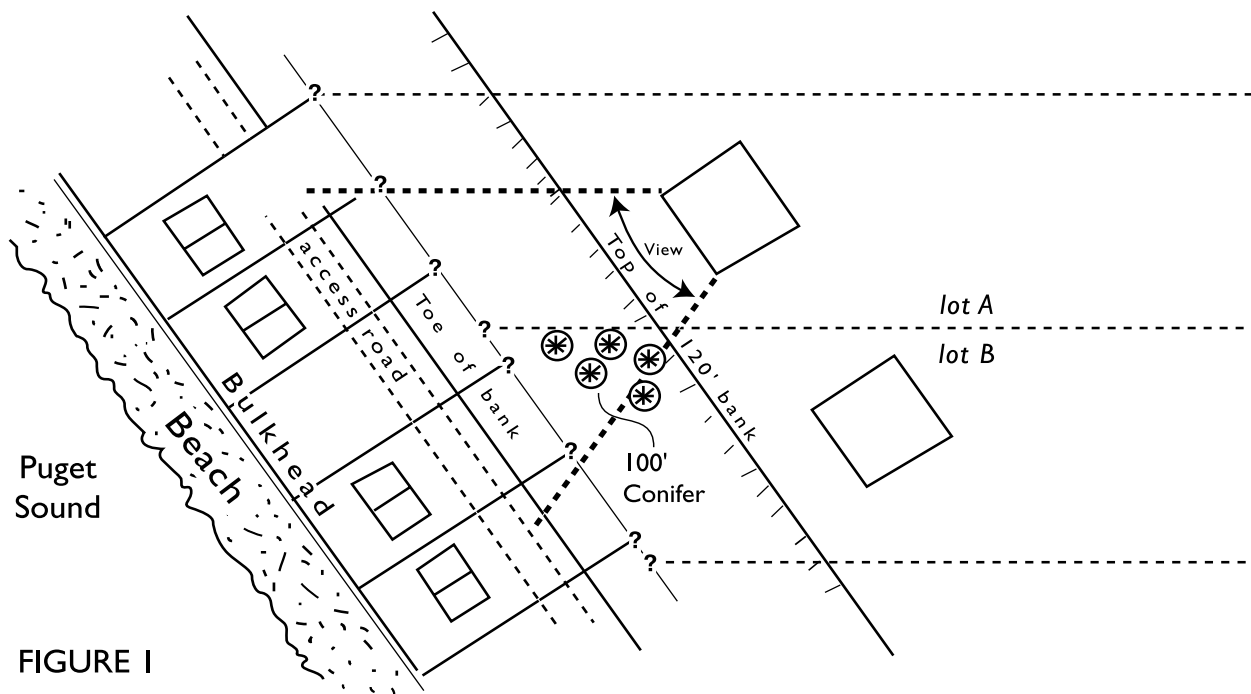 ?
?
?
?
?
?
?
?
access
road
Toe of
bank
View
Top of
120' bank
lot A
lot B
100'
Conifer
Bulkhead
Beach
Puget
Sound
FIGURE 1